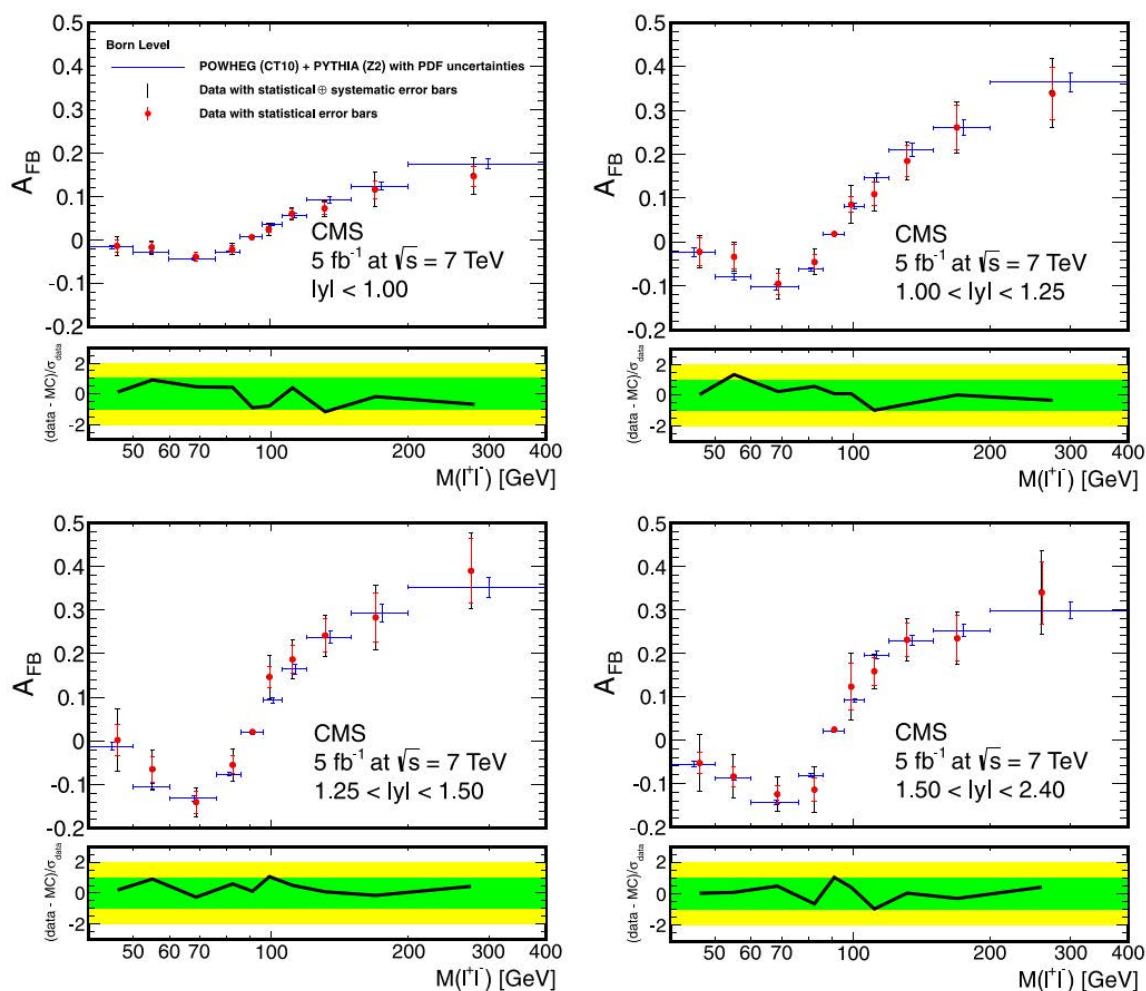 0.5
0.4
0.3
0.2
0.1
0
-0.1
-0.2
A_FB
Born Level
POWHEG (CT10) + PYTHIA (Z2) with PDF uncertainties
Data with statistical ⊕ systematic error bars
Data with statistical error bars
CMS
5 fb⁻¹ at √s = 7 TeV
|y| < 1.00
(data - MC)/σ_data
2
0
-2
50 60 70 100 200 300 400
M(l⁺l⁻) [GeV]
0.5
0.4
0.3
0.2
0.1
0
-0.1
-0.2
A_FB
CMS
5 fb⁻¹ at √s = 7 TeV
1.00 < |y| < 1.25
(data - MC)/σ_data
2
0
-2
50 60 70 100 200 300 400
M(l⁺l⁻) [GeV]
0.5
0.4
0.3
0.2
0.1
0
-0.1
-0.2
A_FB
CMS
5 fb⁻¹ at √s = 7 TeV
1.25 < |y| < 1.50
(data - MC)/σ_data
2
0
-2
50 60 70 100 200 300 400
M(l⁺l⁻) [GeV]
0.5
0.4
0.3
0.2
0.1
0
-0.1
-0.2
A_FB
CMS
5 fb⁻¹ at √s = 7 TeV
1.50 < |y| < 2.40
(data - MC)/σ_data
2
0
-2
50 60 70 100 200 300 400
M(l⁺l⁻) [GeV]